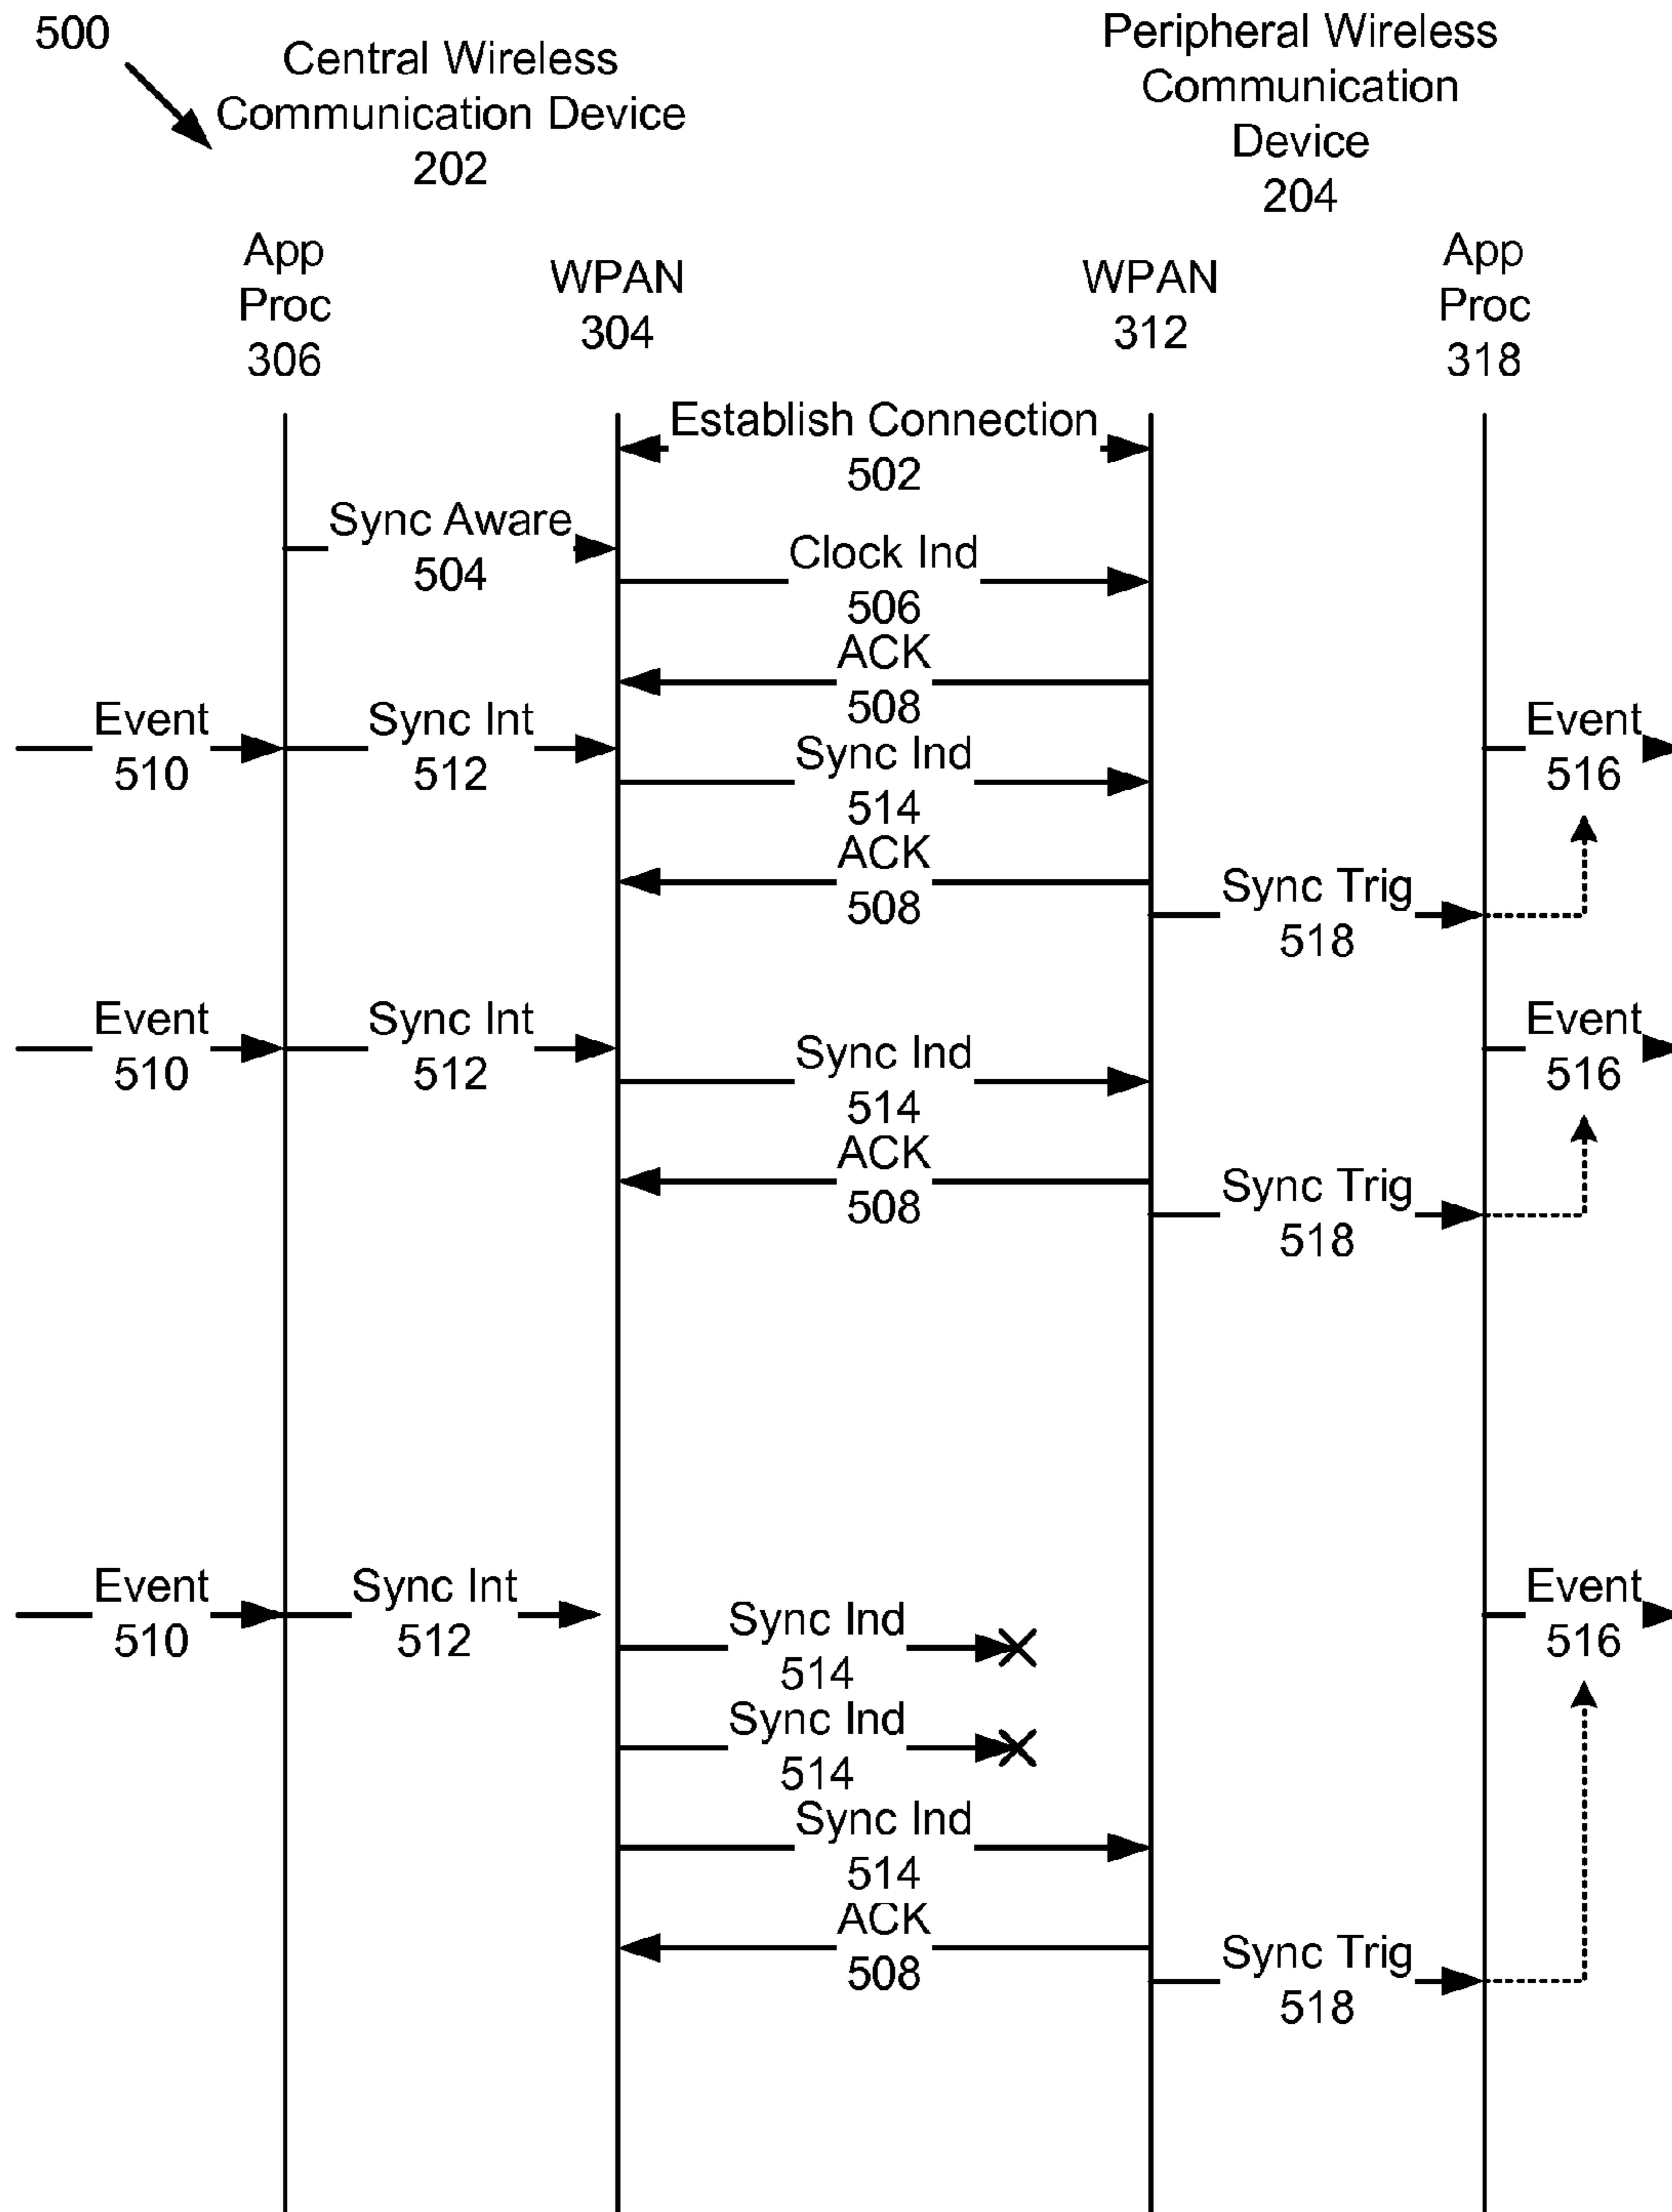 500
Central Wireless
Communication Device
202
Peripheral Wireless
Communication
Device
204
App
Proc
306
WPAN
304
WPAN
312
App
Proc
318
Establish Connection
502
Sync Aware
504
Clock Ind
506
ACK
508
Event
510
Sync Int
512
Event
516
Sync Ind
514
ACK
508
Sync Trig
518
Event
510
Sync Int
512
Event
516
Sync Ind
514
ACK
508
Sync Trig
518
Event
510
Sync Int
512
Event
516
Sync Ind
514
Sync Ind
514
Sync Ind
514
ACK
508
Sync Trig
518